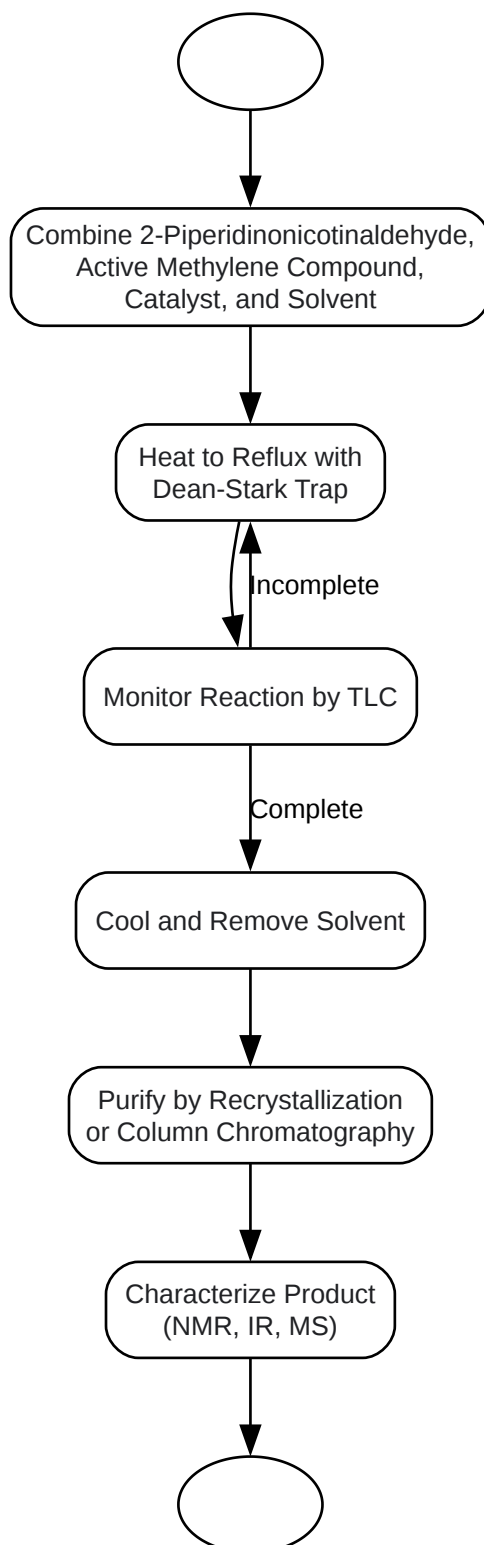 Combine 2-Piperidinonicotinaldehyde,
Active Methylene Compound,
Catalyst, and Solvent
Heat to Reflux with
Dean-Stark Trap
Incomplete
Monitor Reaction by TLC
Complete
Cool and Remove Solvent
Purify by Recrystallization
or Column Chromatography
Characterize Product
(NMR, IR, MS)